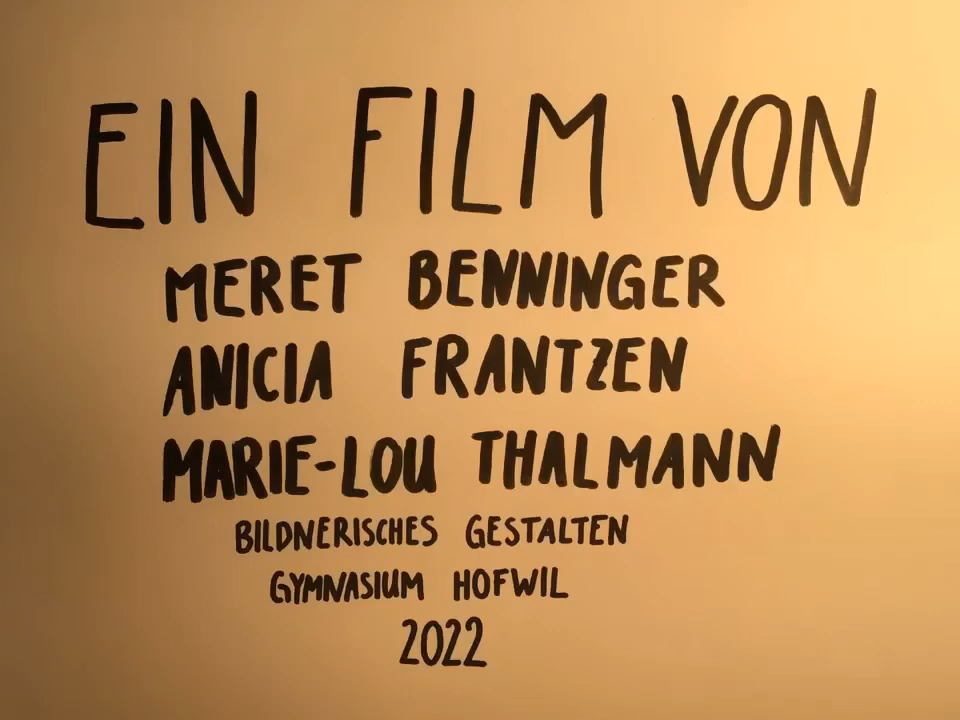 EIN FILM VON
MERET BENNINGER
ANICIA FRANTZEN
MARIE-LOU THALMANN
BILDNERISCHES GESTALTEN
GYMNASIUM HOFWIL
2022